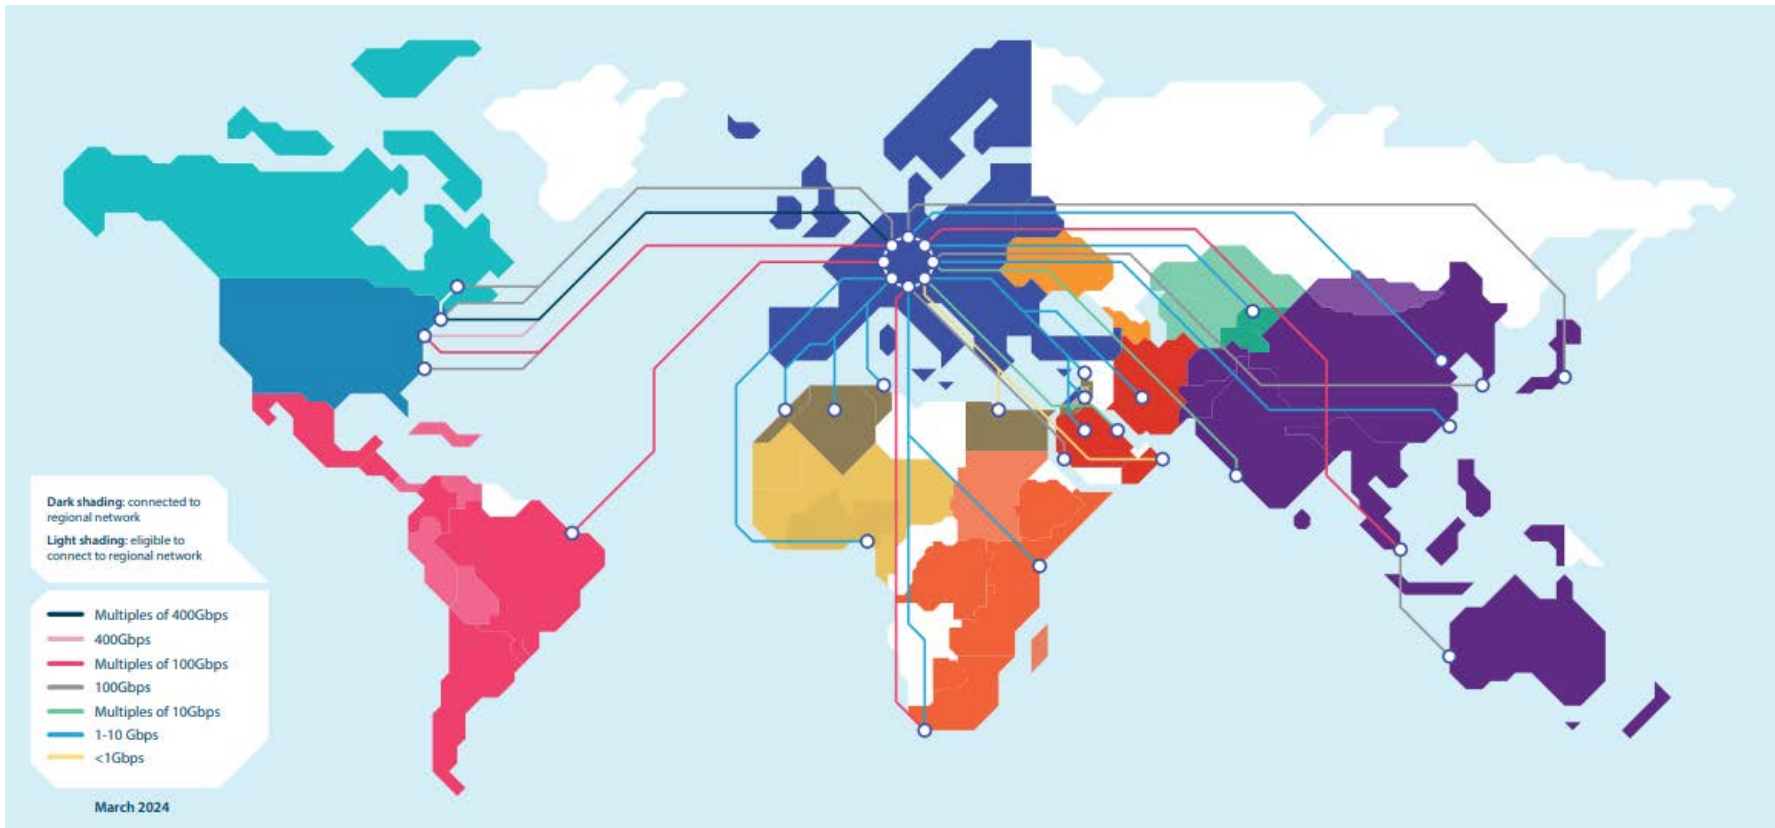 Dark shading: connected to
regional network
Light shading: eligible to
connect to regional network
Multiples of 400Gbps
400Gbps
Multiples of 100Gbps
100Gbps
Multiples of 10Gbps
1-10 Gbps
<1Gbps
March 2024